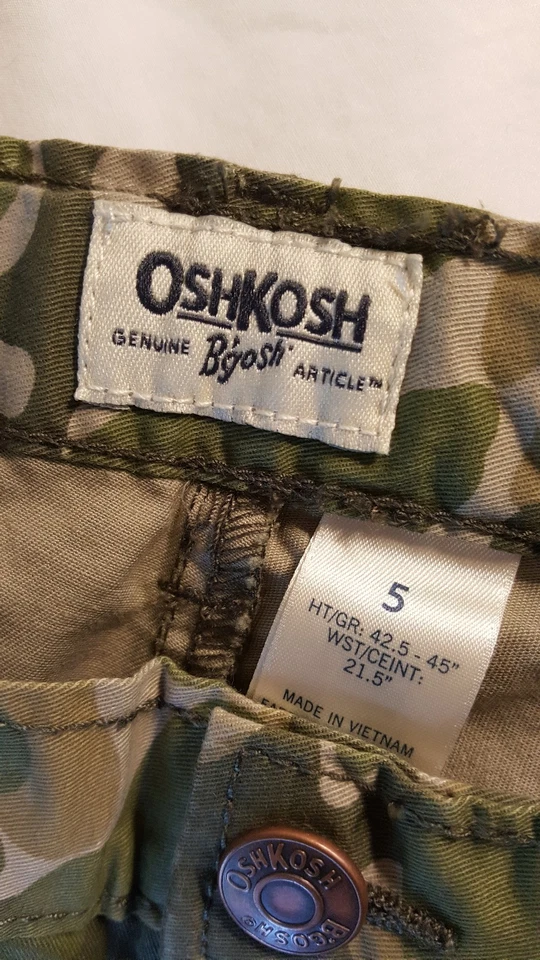 OSHKOSH
GENUINE B'gosh ARTICLE™
5
HT/GR: 42.5 - 45"
WST/CEINT:
21.5"
MADE IN VIETNAM
OSHKOSH
B'GOSH